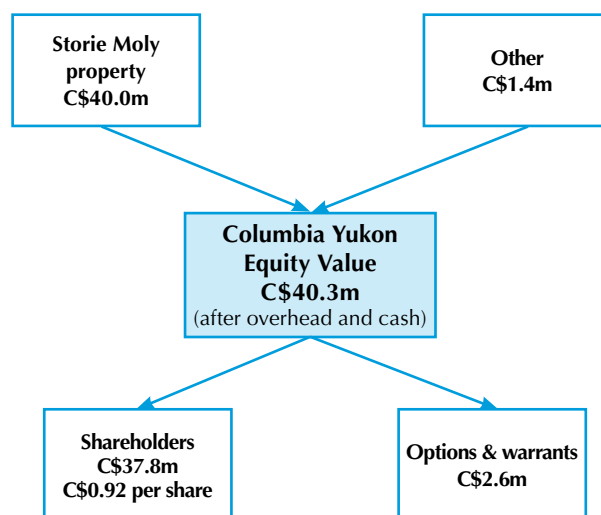 Storie Moly
property
C$40.0m
Other
C$1.4m
Columbia Yukon
Equity Value
C$40.3m
(after overhead and cash)
Shareholders
C$37.8m
C$0.92 per share
Options & warrants
C$2.6m